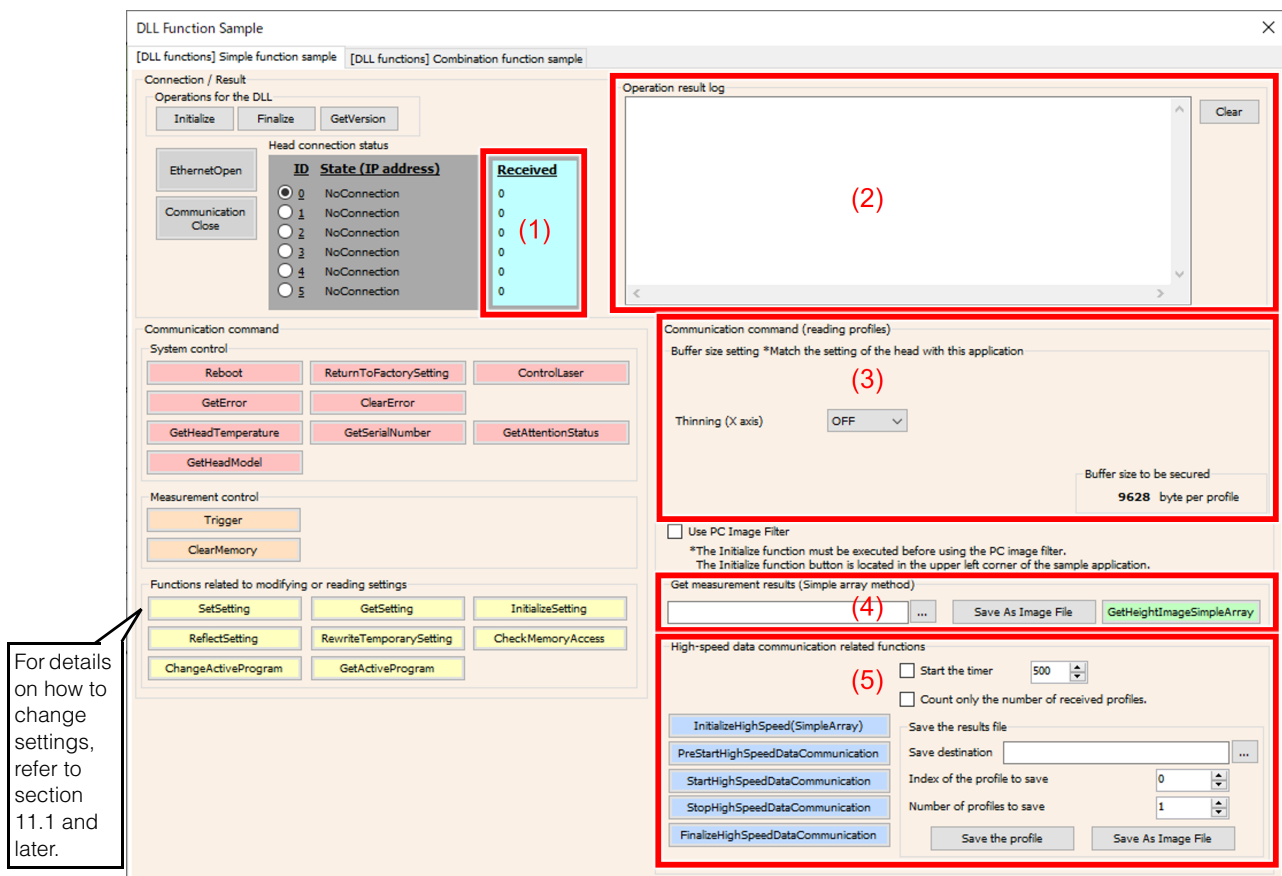 DLL Function Sample
[DLL functions] Simple function sample
[DLL functions] Combination function sample
Connection / Result
Operations for the DLL
Initialize
Finalize
GetVersion
EthernetOpen
Communication
Close
Head connection status
ID State (IP address)
0 NoConnection
1 NoConnection
2 NoConnection
3 NoConnection
4 NoConnection
5 NoConnection
Received
0
0
0
0
0
0
(1)
Operation result log
Clear
(2)
Communication command
System control
Reboot
ReturnToFactorySetting
ControlLaser
GetError
ClearError
GetHeadTemperature
GetSerialNumber
GetAttentionStatus
GetHeadModel
Measurement control
Trigger
ClearMemory
Functions related to modifying or reading settings
SetSetting
GetSetting
InitializeSetting
ReflectSetting
RewriteTemporarySetting
CheckMemoryAccess
ChangeActiveProgram
GetActiveProgram
For details
on how to
change
settings,
refer to
section
11.1 and
later.
Communication command (reading profiles)
Buffer size setting *Match the setting of the head with this application
(3)
Thinning (X axis)
OFF
Buffer size to be secured
9628 byte per profile
Use PC Image Filter
*The Initialize function must be executed before using the PC image filter.
The Initialize function button is located in the upper left corner of the sample application.
Get measurement results (Simple array method)
(4)
...
Save As Image File
GetHeightImageSimpleArray
High-speed data communication related functions
(5)
Start the timer
500
Count only the number of received profiles.
InitializeHighSpeed(SimpleArray)
PreStartHighSpeedDataCommunication
StartHighSpeedDataCommunication
StopHighSpeedDataCommunication
FinalizeHighSpeedDataCommunication
Save the results file
Save destination
...
Index of the profile to save
0
Number of profiles to save
1
Save the profile
Save As Image File